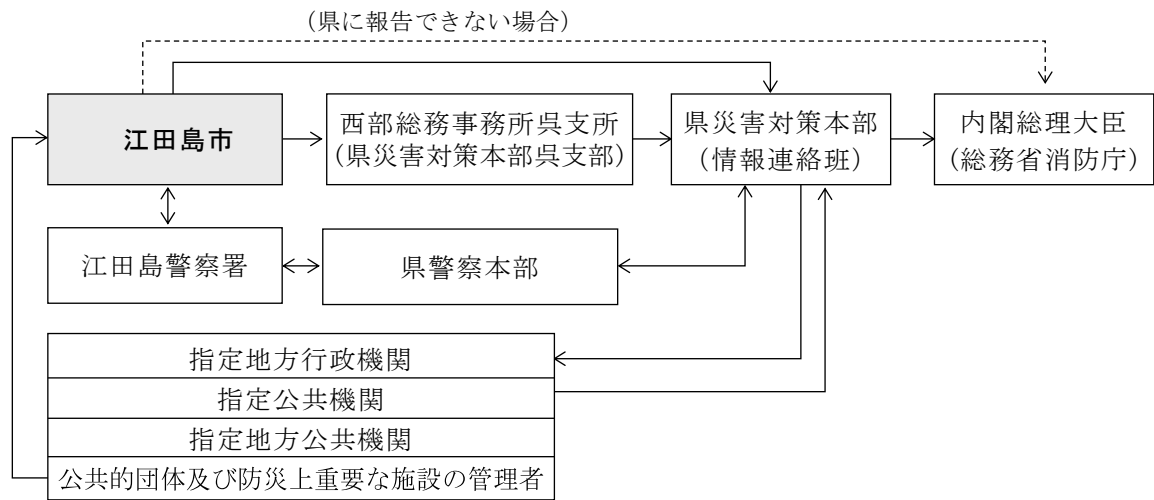 (県に報告できない場合)
江田島市
西部総務事務所呉支所
(県災害対策本部呉支部)
県災害対策本部
(情報連絡班)
内閣総理大臣
(総務省消防庁)
江田島警察署
県警察本部
指定地方行政機関
指定公共機関
指定地方公共機関
公共的団体及び防災上重要な施設の管理者